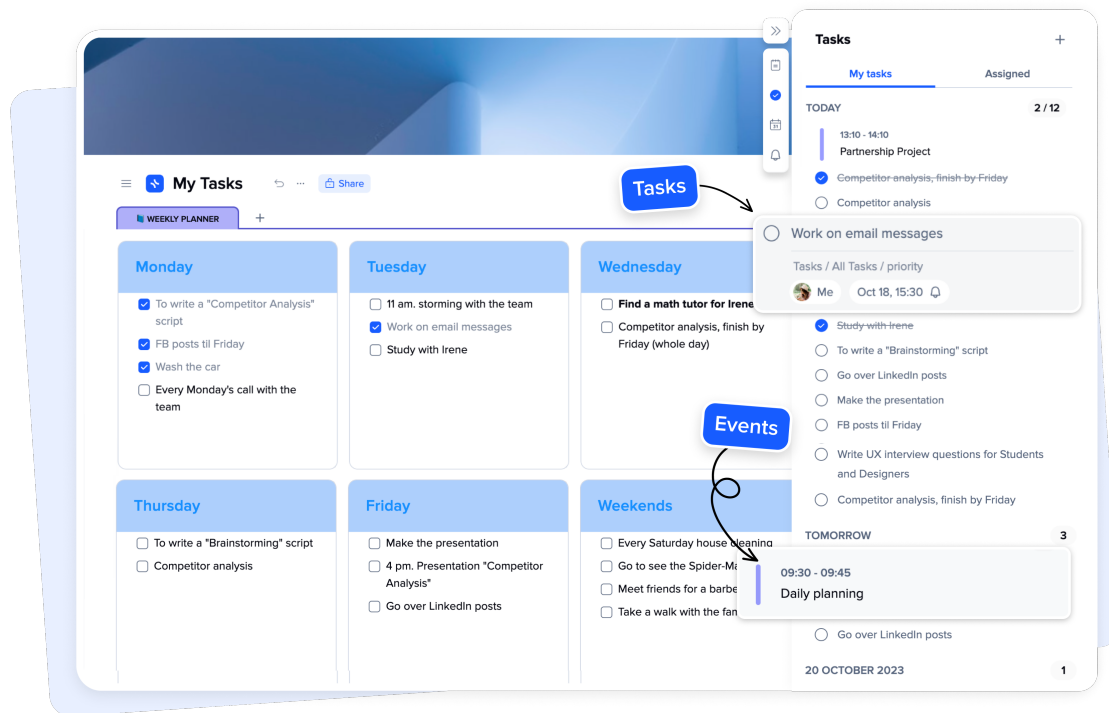 My Tasks
Share
WEEKLY PLANNER
Monday
To write a "Competitor Analysis"
script
FB posts til Friday
Wash the car
Every Monday's call with the
team
Tuesday
11 am. storming with the team
Work on email messages
Study with Irene
Wednesday
Find a math tutor for Irene
Competitor analysis, finish by
Friday (whole day)
Thursday
To write a "Brainstorming" script
Competitor analysis
Friday
Make the presentation
4 pm. Presentation "Competitor
Analysis"
Go over LinkedIn posts
Weekends
Every Saturday house cleaning
Go to see the
Meet friends for a
Take a walk with the
Tasks
Events
31
Tasks
My tasks Assigned
TODAY 2 / 12
13:10 - 14:10
Partnership Project
Competitor analysis, finish by Friday
Competitor analysis
Work on email messages
Tasks / All Tasks / priority
Me Oct 18, 15:30
Study with Irene
To write a "Brainstorming" script
Go over LinkedIn posts
Make the presentation
FB posts til Friday
Write UX interview questions for Students
and Designers
Competitor analysis, finish by Friday
TOMORROW 3
09:30 - 09:45
Daily planning
Go over LinkedIn posts
20 OCTOBER 2023 1